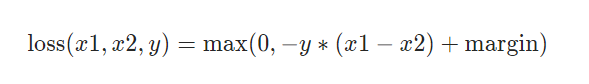 loss(x1, x2, y) = max(0, −y ∗ (x1 − x2) + margin)